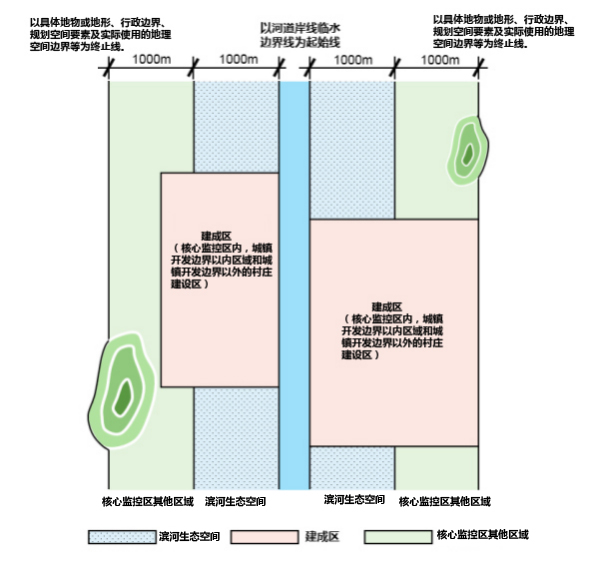 以具体地物或地形、行政边界、
规划空间要素及实际使用的地理
空间边界等为终止线。
以河道岸线临水
边界线为起始线
以具体地物或地形、行政边界、
规划空间要素及实际使用的地理
空间边界等为终止线。
1000m 1000m 1000m 1000m
建成区
（核心监控区内，城镇
开发边界以内区域和城
镇开发边界以外的村庄
建设区）
建成区
（核心监控区内，城镇
开发边界以内区域和城
镇开发边界以外的村庄
建设区）
核心监控区其他区域 滨河生态空间 滨河生态空间 核心监控区其他区域
滨河生态空间 建成区 核心监控区其他区域